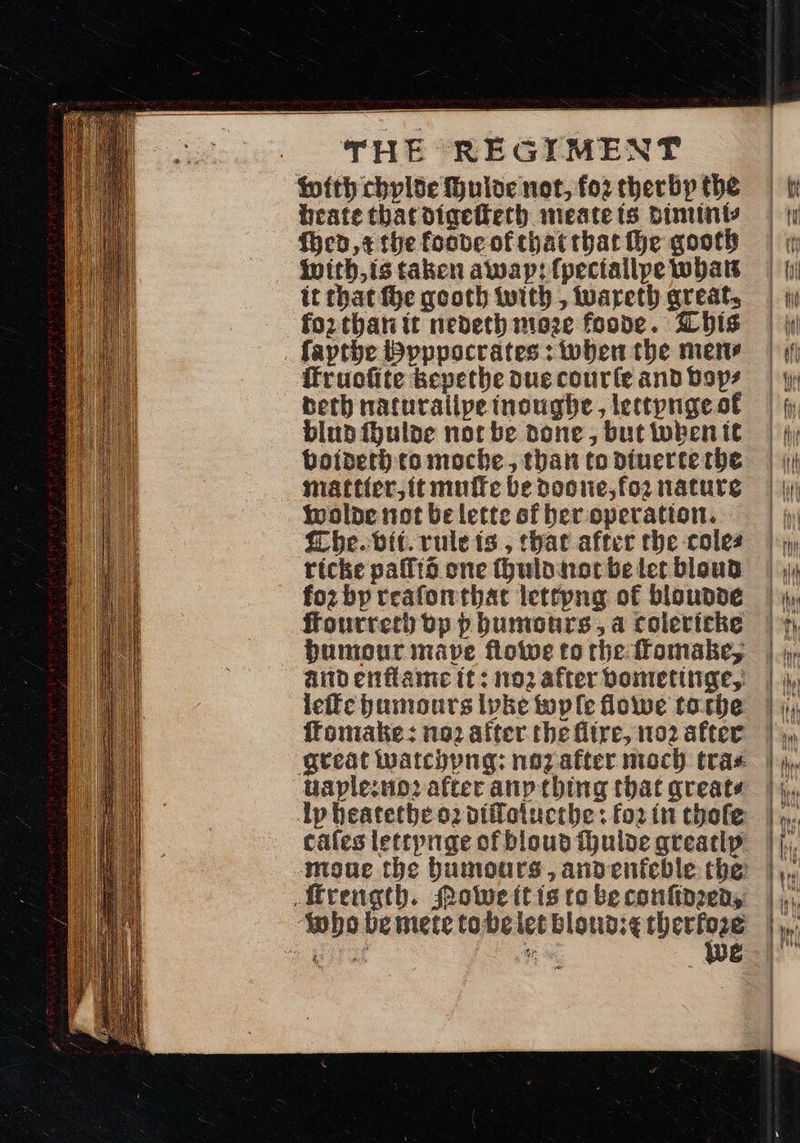 THE REGIMENT
with chylde shulde not, for therby the
heate that digesteth meate is dimini-
shed, & the foode of that that she gooth
with, is taken away: speciallye whan
it that she gooth with, waxeth great,
for than it nedeth more foode. This
saythe Hyppocrates: when the men-
struosite kepethe due course and voy-
deth naturallye inoughe, lettynge of
blud shulde not be done, but when it
voideth to moche, than to diuerte the
mattier, it muste be doone, for nature
wolde not be lette of her operation.
The. vii. rule is, that after the cole-
ricke passiō one shuld not be let bloud
for by reason that lettyng of bloudde
stourreth vp þ humours, a colericke
humour maye flowe to the stomake,
and enflame it: nor after vometinge,
leste humours lyke wyse flowe to the
stomake: nor after the flixe, nor after
great watchyng: nor after moch tra-
uayle: nor after any thing that great-
ly heatethe or dissolucthe: for in those
cases lettynge of bloud shulde greatly
moue the humours, and enfeble the
strength. Nowe it is to be considred,
who be mete to be let bloud: & therfore
we